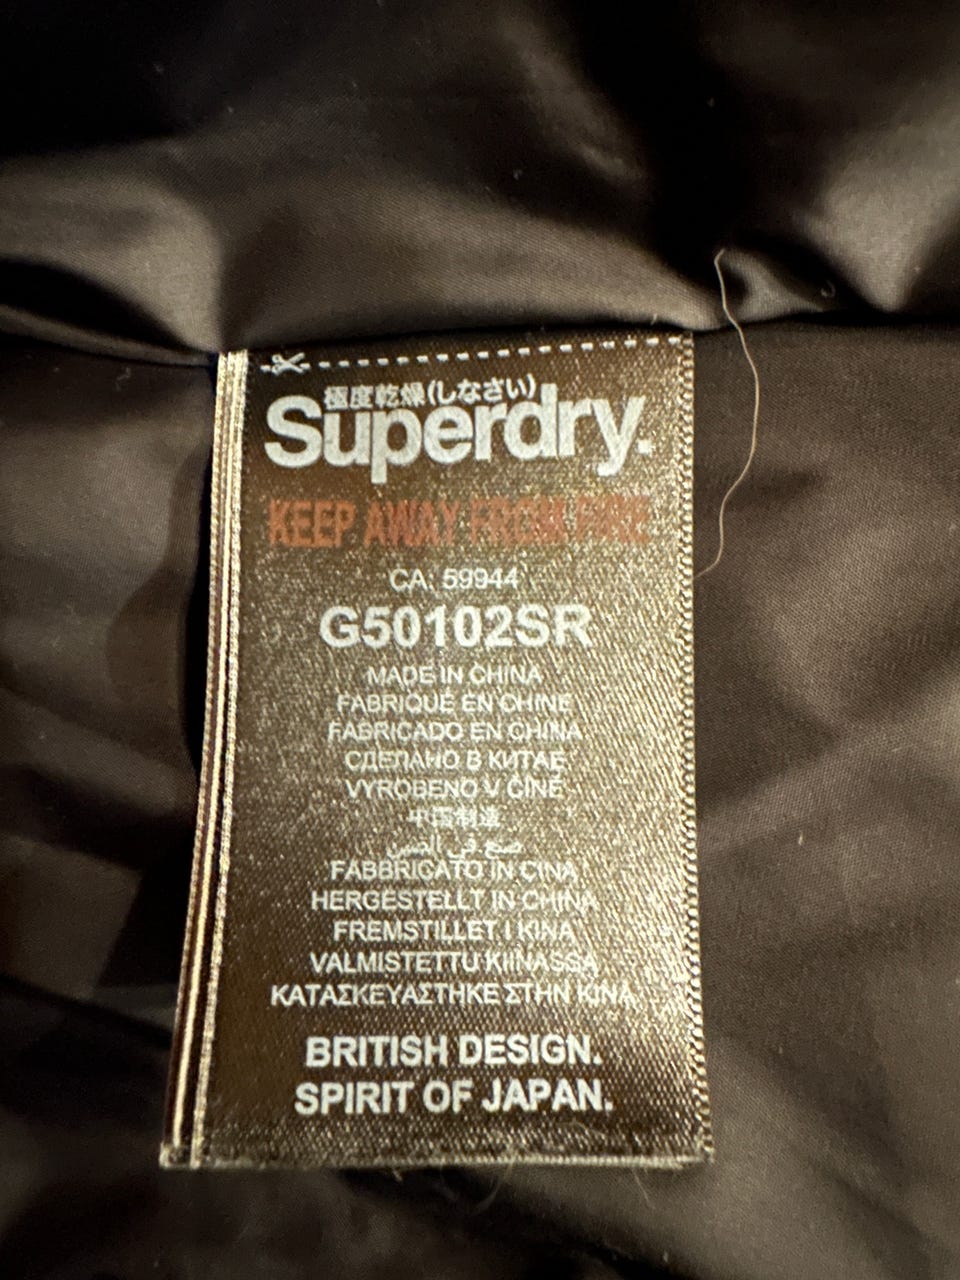 極度乾燥(しなさい)
Superdry.
KEEP AWAY FROM FIRE
CA. 59944
G50102SR
MADE IN CHINA
FABRIQUÉ EN CHINE
FABRICADO EN CHINA
СДЕЛАНО В КИТАЕ
VYROBENO V ČÍNĚ
中国制造
صنع في الصين
FABBRICATO IN CINA
HERGESTELLT IN CHINA
FREMSTILLET I KINA
VALMISTETTU KIINASSA
ΚΑΤΑΣΚΕΥΑΣΤΗΚΕ ΣΤΗΝ ΚΙΝΑ
BRITISH DESIGN.
SPIRIT OF JAPAN.